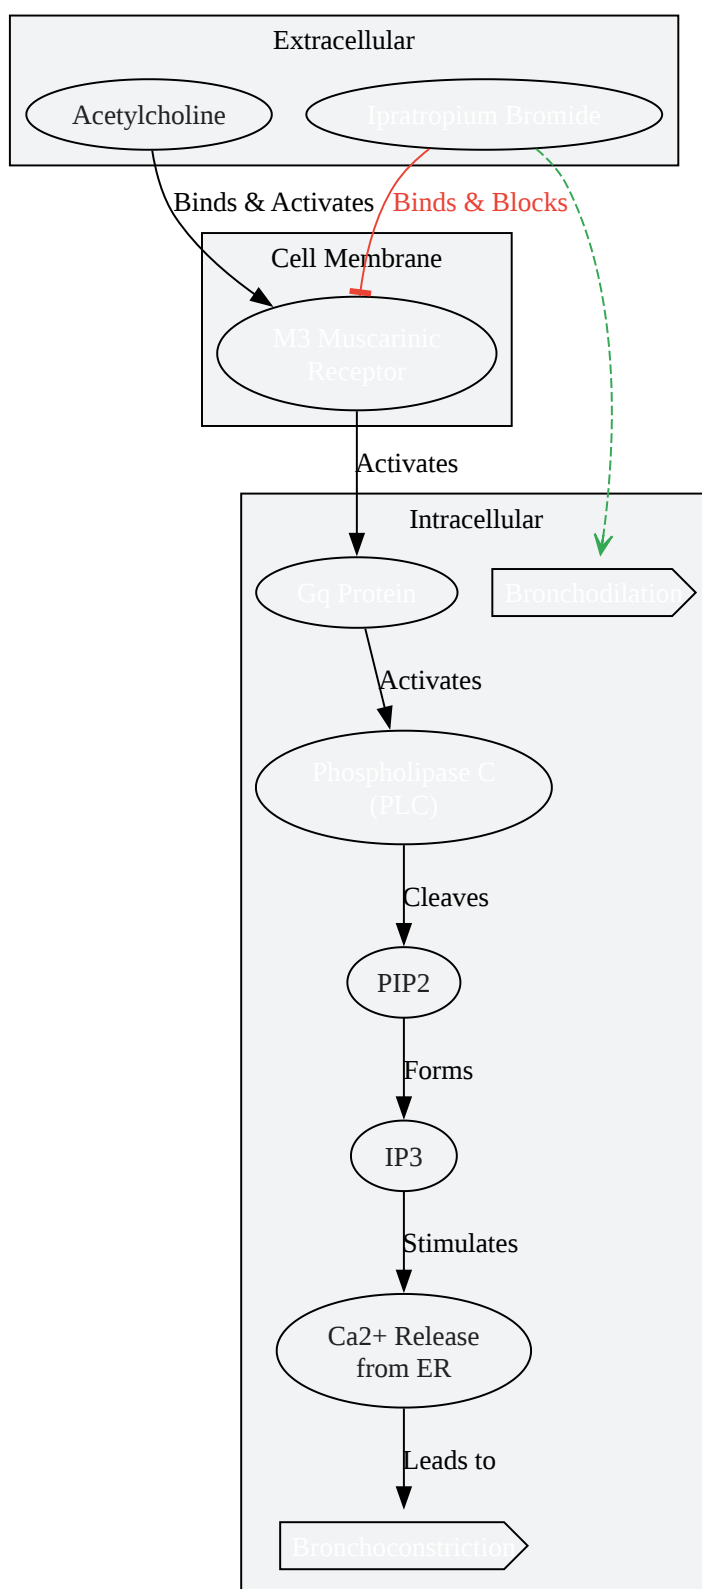 Extracellular
Acetylcholine
Ipratropium Bromide
Binds & Activates
Binds & Blocks
Cell Membrane
M3 Muscarinic
Receptor
Activates
Intracellular
Gq Protein
Bronchodilation
Activates
Phospholipase C
(PLC)
Cleaves
PIP2
Forms
IP3
Stimulates
Ca2+ Release
from ER
Leads to
Bronchoconstriction